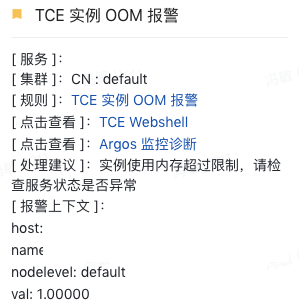 TCE 实例 OOM 报警
[ 服务 ]：
[ 集群 ]： CN : default
[ 规则 ]： TCE 实例 OOM 报警
[ 点击查看 ]： TCE Webshell
[ 点击查看 ]： Argos 监控诊断
[ 处理建议 ]： 实例使用内存超过限制，请检
查服务状态是否异常
[ 报警上下文 ]：
host:
name
nodelevel: default
val: 1.00000